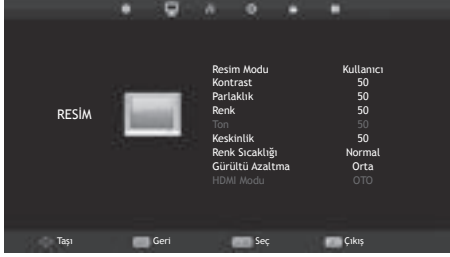 RESİM
Resim Modu Kullanıcı
Kontrast 50
Parlaklık 50
Renk 50
Ton 50
Keskinlik 50
Renk Sıcaklığı Normal
Gürültü Azaltma Orta
HDMI Modu OTO
Taşı Geri Seç Çıkış